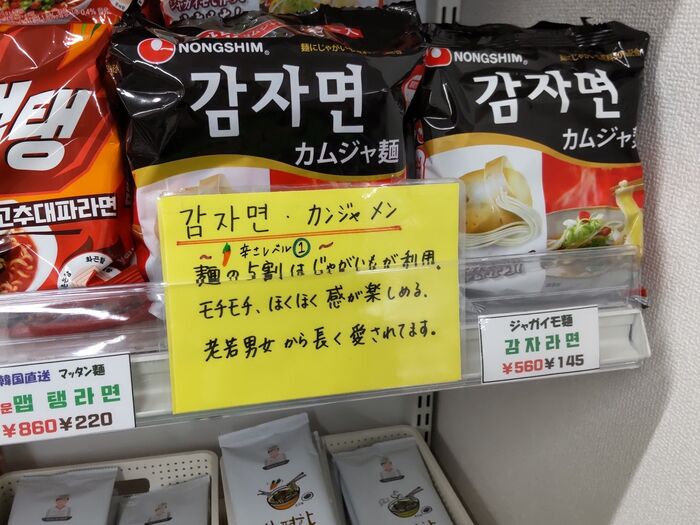 NONGSHIM
감자면
カムジャ麺
NONGSHIM
감자면
カムジャ麺
탱
고추대파라면
감자면・カンジャメン
辛さレベル①
麺の5割はじゃがいもが利用。
モチモチ、ほくほく感が楽しめる、
老若男女から長く愛されてます。
韓国直送 マッタン麺
맵탱라면
¥860 ¥220
ジャガイモ麺
감자라면
¥560 ¥145